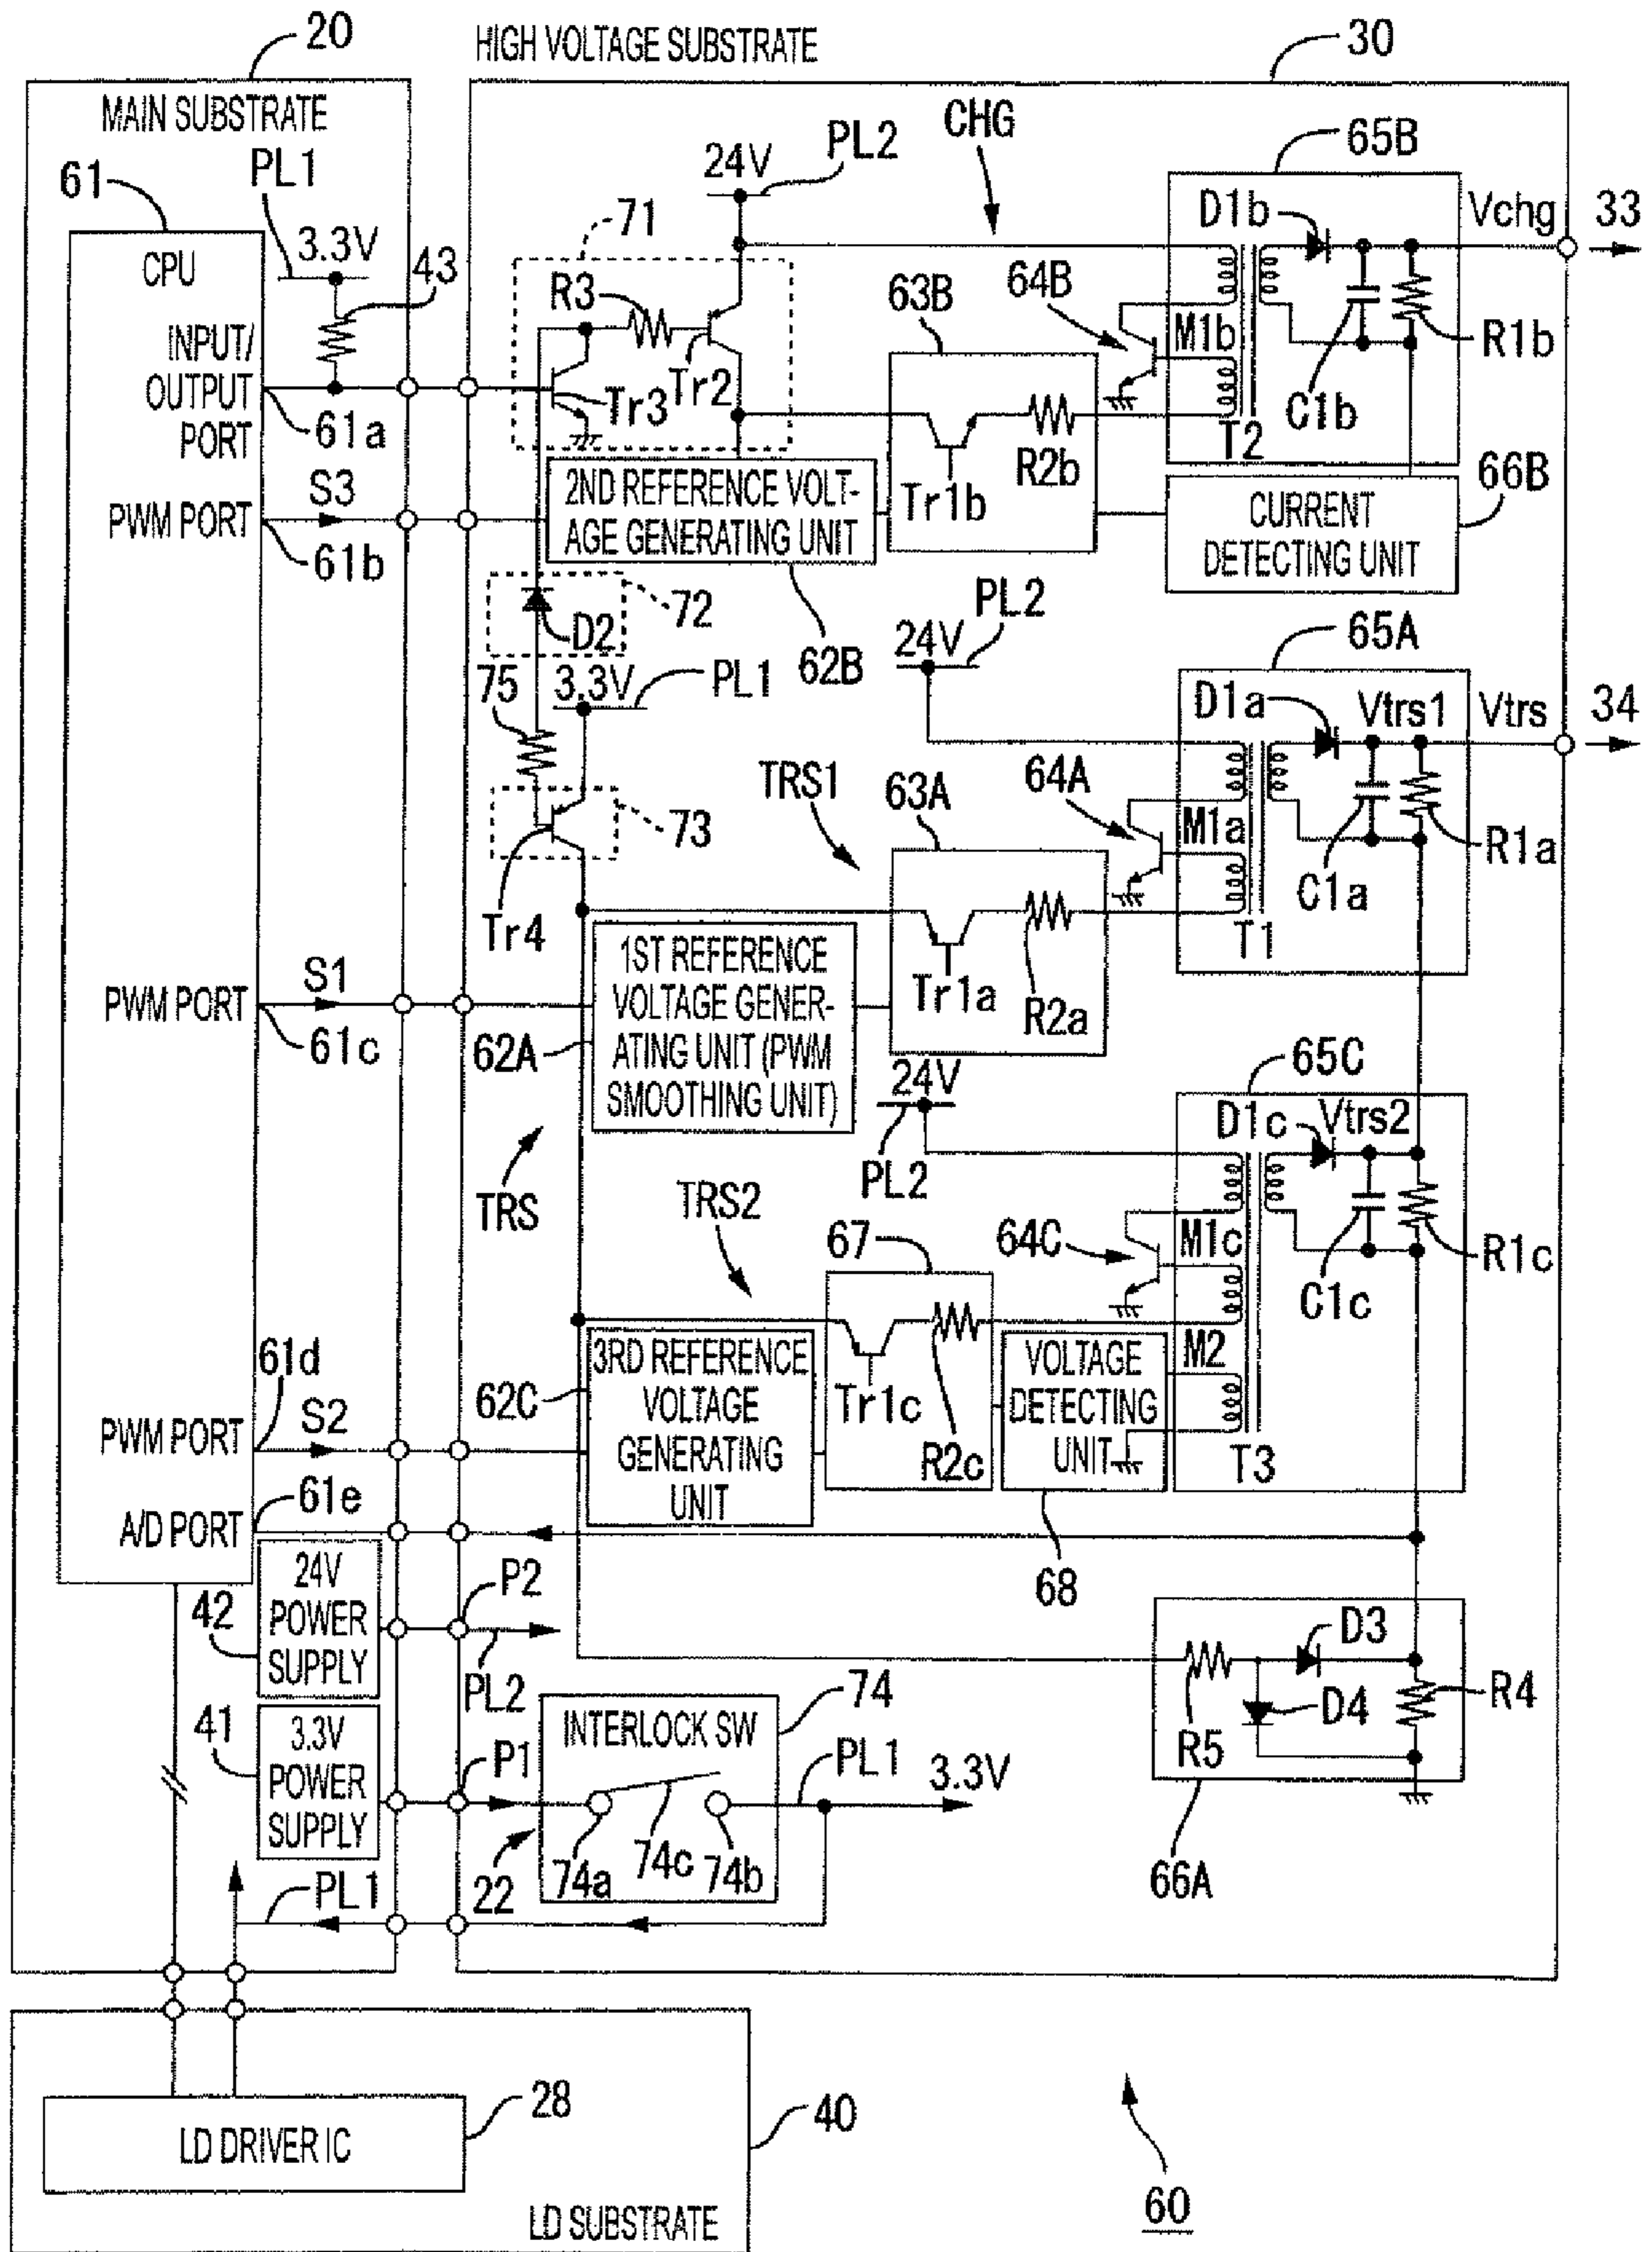 20
HIGH VOLTAGE SUBSTRATE
30
MAIN SUBSTRATE
PL1
61
CPU
3.3V
43
INPUT/
OUTPUT
PORT
61a
PWM PORT
S3
61b
24V
PL2
CHG
71
R3
Tr3
Tr2
63B
64B
M1b
65B
D1b
Vchg
33
C1b
R1b
T2
Tr1b
R2b
2ND REFERENCE VOLT-
AGE GENERATING UNIT
62B
CURRENT
DETECTING UNIT
66B
72
D2
75
3.3V
PL1
73
Tr4
24V
PL2
65A
D1a
Vtrs1
Vtrs
34
TRS1
63A
64A
M1a
C1a
R1a
T1
Tr1a
R2a
PWM PORT
S1
61c
62A
1ST REFERENCE
VOLTAGE GENER-
ATING UNIT (PWM
SMOOTHING UNIT)
TRS
24V
PL2
65C
D1c
Vtrs2
TRS2
67
64C
M1c
C1c
R1c
M2
T3
61d
PWM PORT
S2
62C
3RD REFERENCE
VOLTAGE
GENERATING
UNIT
Tr1c
R2c
VOLTAGE
DETECTING
UNIT
68
A/D PORT
61e
24V
POWER
SUPPLY
42
P2
PL2
41
3.3V
POWER
SUPPLY
P1
INTERLOCK SW
74
PL1
3.3V
74a
74c
74b
22
PL1
D3
D4
R5
R4
66A
LD DRIVER IC
28
40
LD SUBSTRATE
60